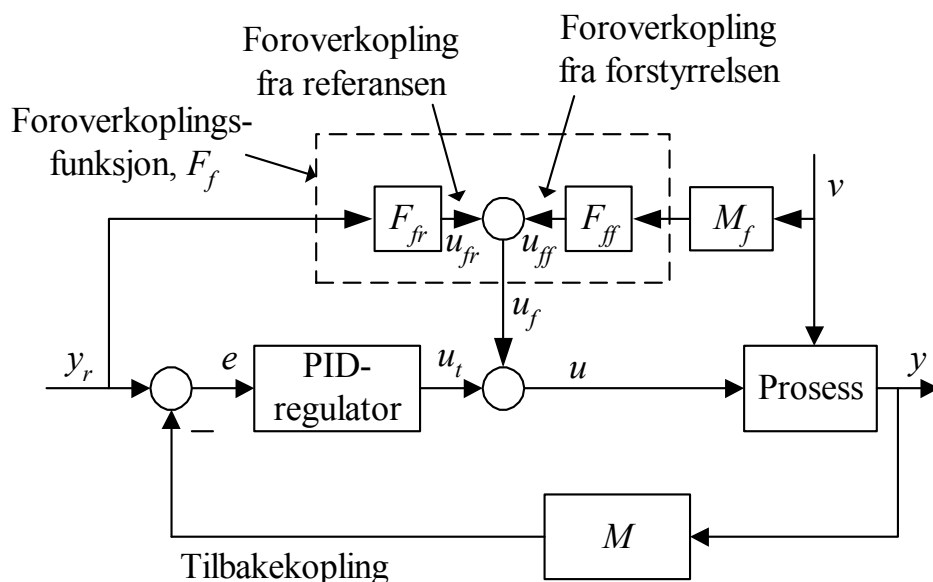 Foroverkopling
fra referansen
Foroverkopling
fra forstyrrelsen
Foroverkoplings-
funksjon, F_f
v
F_fr
F_ff
M_f
u_fr
u_ff
u_f
y_r
e
PID-
regulator
u_t
u
Prosess
y
−
M
Tilbakekopling